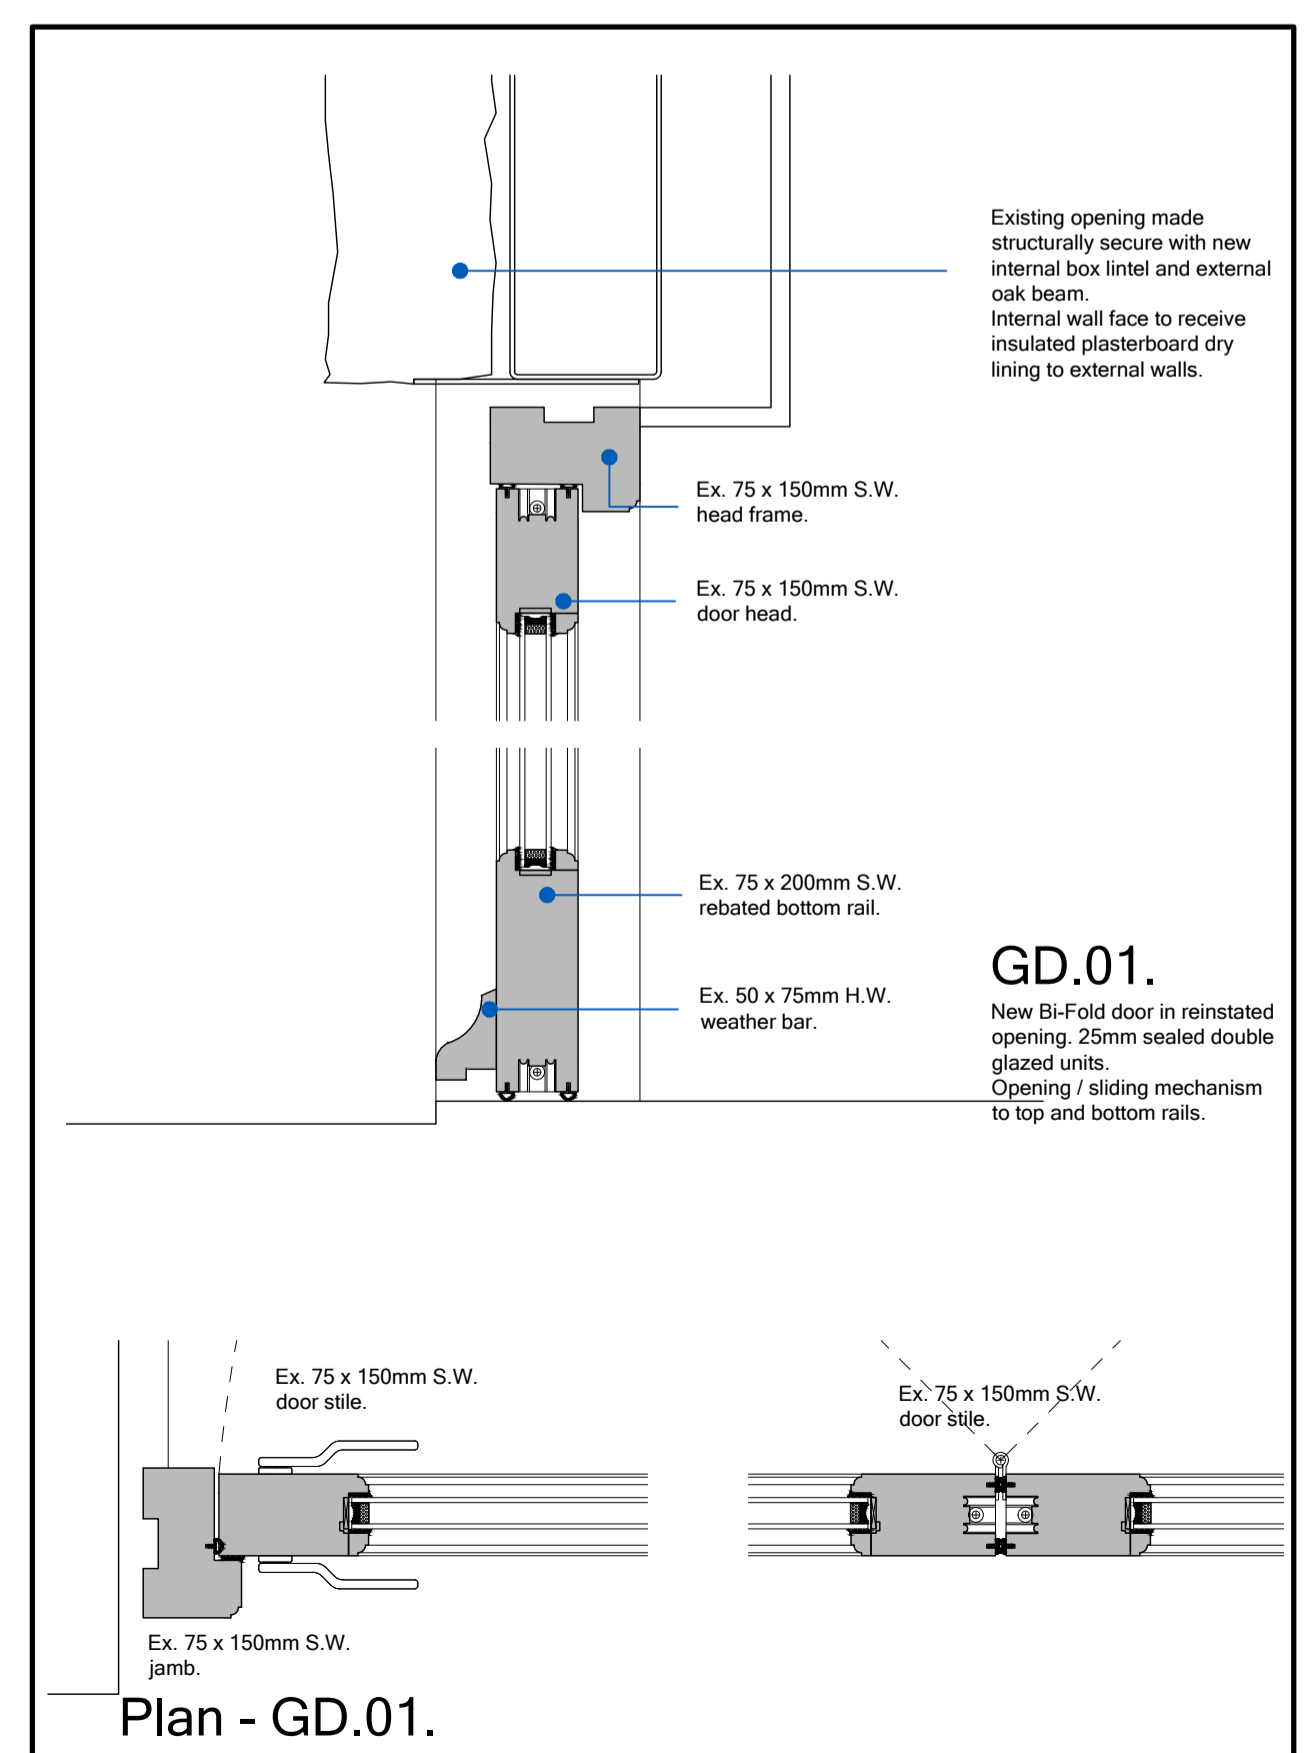 Existing opening made
structurally secure with new
internal box lintel and external
oak beam.
Internal wall face to receive
insulated plasterboard dry
lining to external walls.
Ex. 75 x 150mm S.W.
head frame.
Ex. 75 x 150mm S.W.
door head.
Ex. 75 x 200mm S.W.
rebated bottom rail.
Ex. 50 x 75mm H.W.
weather bar.
GD.01.
New Bi-Fold door in reinstated
opening. 25mm sealed double
glazed units.
Opening / sliding mechanism
to top and bottom rails.
Ex. 75 x 150mm S.W.
door stile.
Ex. 75 x 150mm S.W.
door stile.
Ex. 75 x 150mm S.W.
jamb.
Plan - GD.01.